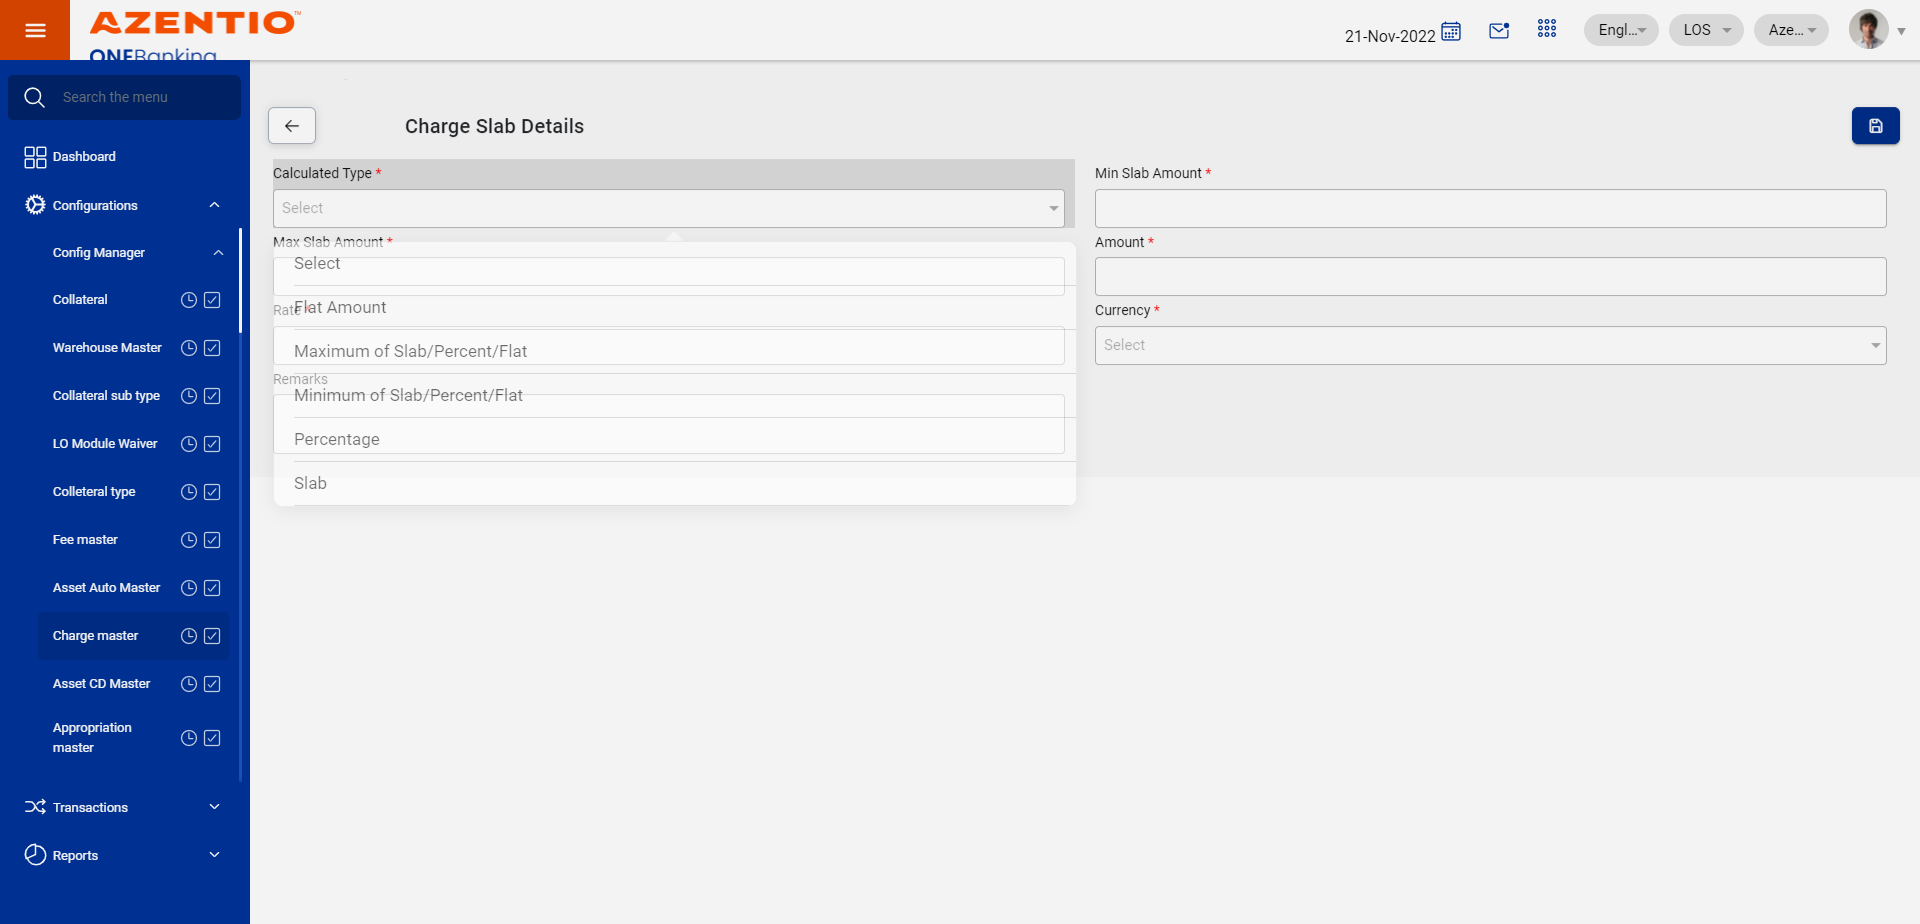 AZENTIO™
ONEBanking
21-Nov-2022
Engl...
LOS
Aze...
Search the menu
Dashboard
Configurations
Config Manager
Collateral
Warehouse Master
Collateral sub type
LO Module Waiver
Colleteral type
Fee master
Asset Auto Master
Charge master
Asset CD Master
Appropriation
master
Transactions
Reports
Charge Slab Details
Calculated Type *
Select
Min Slab Amount *
Max Slab Amount *
Amount *
Rate *
Currency *
Select
Remarks
Select
Flat Amount
Maximum of Slab/Percent/Flat
Minimum of Slab/Percent/Flat
Percentage
Slab